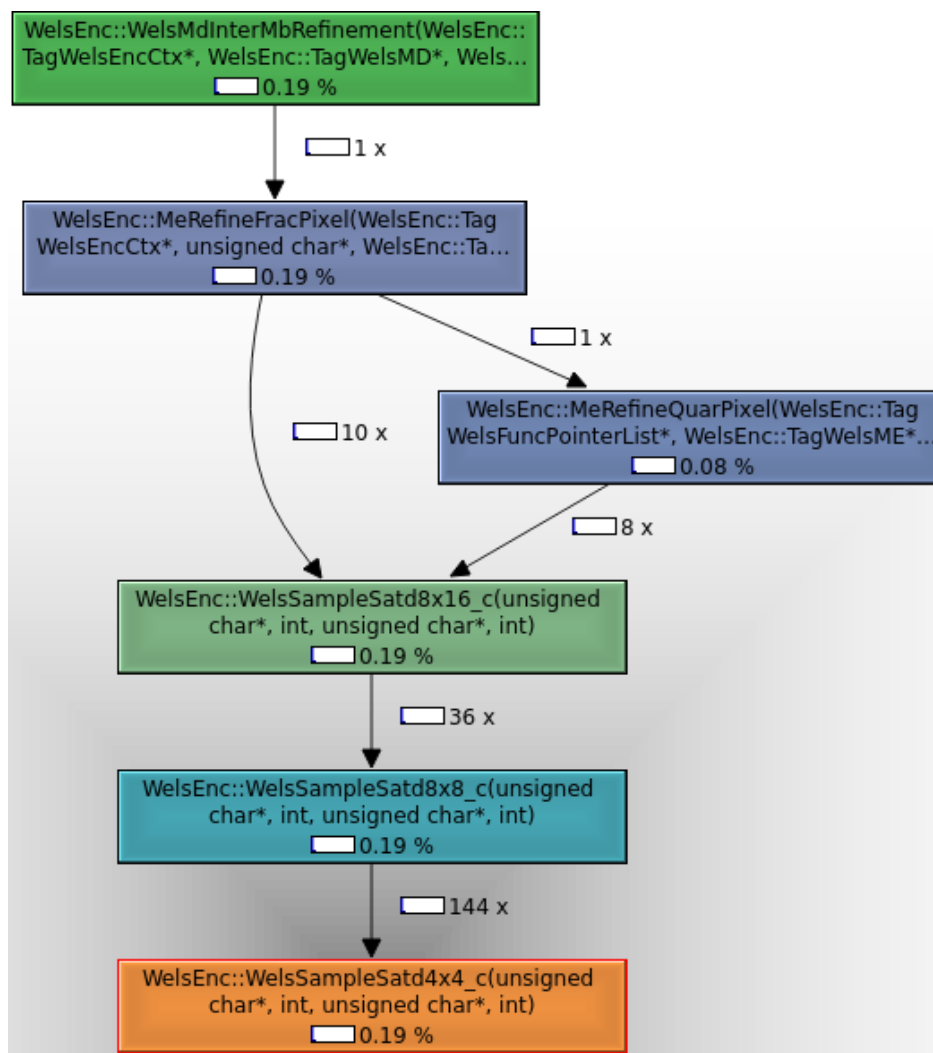 WelsEnc::WelsMdInterMbRefinement(WelsEnc::
TagWelsEncCtx*, WelsEnc::TagWelsMD*, Wels...
0.19 %
1 x
WelsEnc::MeRefineFracPixel(WelsEnc::Tag
WelsEncCtx*, unsigned char*, WelsEnc::Ta...
0.19 %
1 x
10 x
WelsEnc::MeRefineQuarPixel(WelsEnc::Tag
WelsFuncPointerList*, WelsEnc::TagWelsME*...
0.08 %
8 x
WelsEnc::WelsSampleSatd8x16_c(unsigned
char*, int, unsigned char*, int)
0.19 %
36 x
WelsEnc::WelsSampleSatd8x8_c(unsigned
char*, int, unsigned char*, int)
0.19 %
144 x
WelsEnc::WelsSampleSatd4x4_c(unsigned
char*, int, unsigned char*, int)
0.19 %